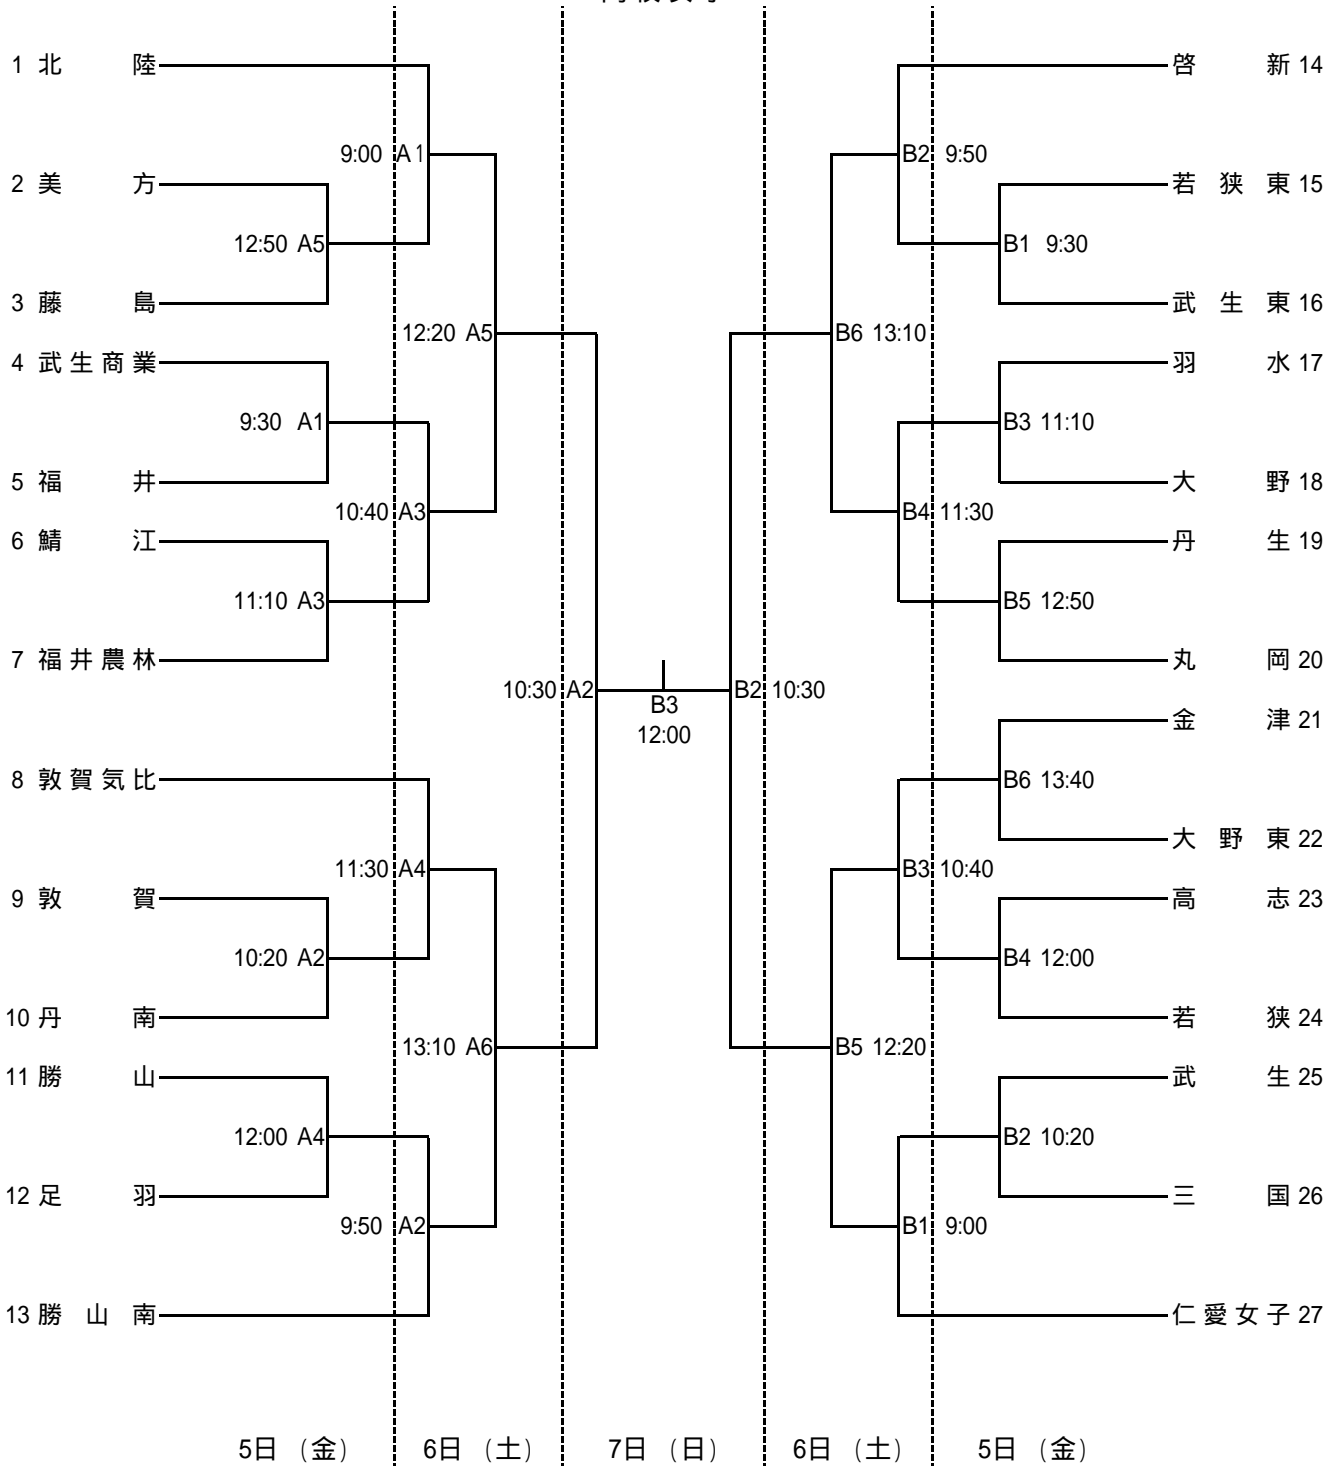 1 北 陸
啓 新 14
9:00 A1
B2 9:50
2 美 方
若 狭 東 15
12:50 A5
B1 9:30
3 藤 島
武 生 東 16
12:20 A5
B6 13:10
4 武生商業
羽 水 17
9:30 A1
B3 11:10
5 福 井
大 野 18
10:40 A3
B4 11:30
6 鯖 江
丹 生 19
11:10 A3
B5 12:50
7 福井農林
丸 岡 20
10:30 A2
B3
12:00
B2 10:30
金 津 21
8 敦賀気比
B6 13:40
大 野 東 22
11:30 A4
B3 10:40
9 敦 賀
高 志 23
10:20 A2
B4 12:00
10 丹 南
若 狭 24
13:10 A6
B5 12:20
11 勝 山
武 生 25
12:00 A4
B2 10:20
12 足 羽
三 国 26
9:50 A2
B1 9:00
13 勝 山 南
仁愛女子 27
5日 （金）
6日 （土）
7日 （日）
6日 （土）
5日 （金）